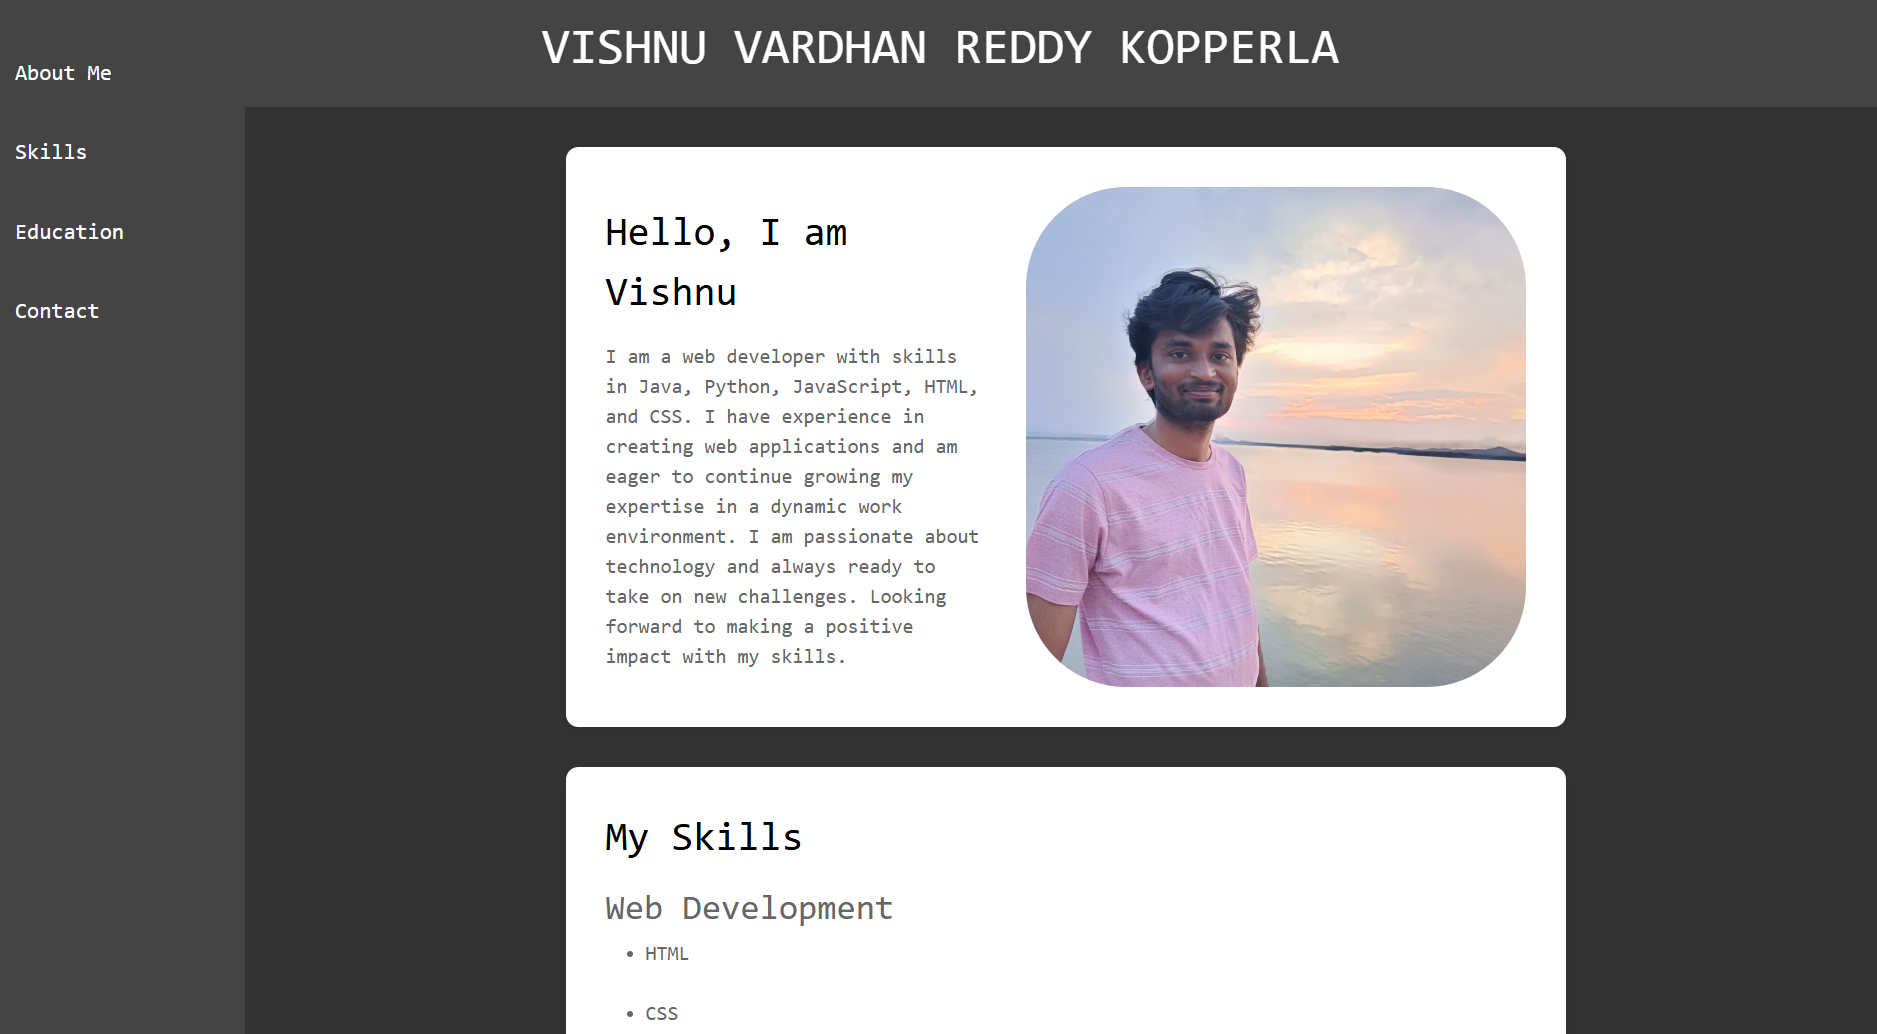 VISHNU VARDHAN REDDY KOPPERLA
About Me
Skills
Education
Contact
Hello, I am
Vishnu
I am a web developer with skills
in Java, Python, JavaScript, HTML,
and CSS. I have experience in
creating web applications and am
eager to continue growing my
expertise in a dynamic work
environment. I am passionate about
technology and always ready to
take on new challenges. Looking
forward to making a positive
impact with my skills.
My Skills
Web Development
• HTML
• CSS